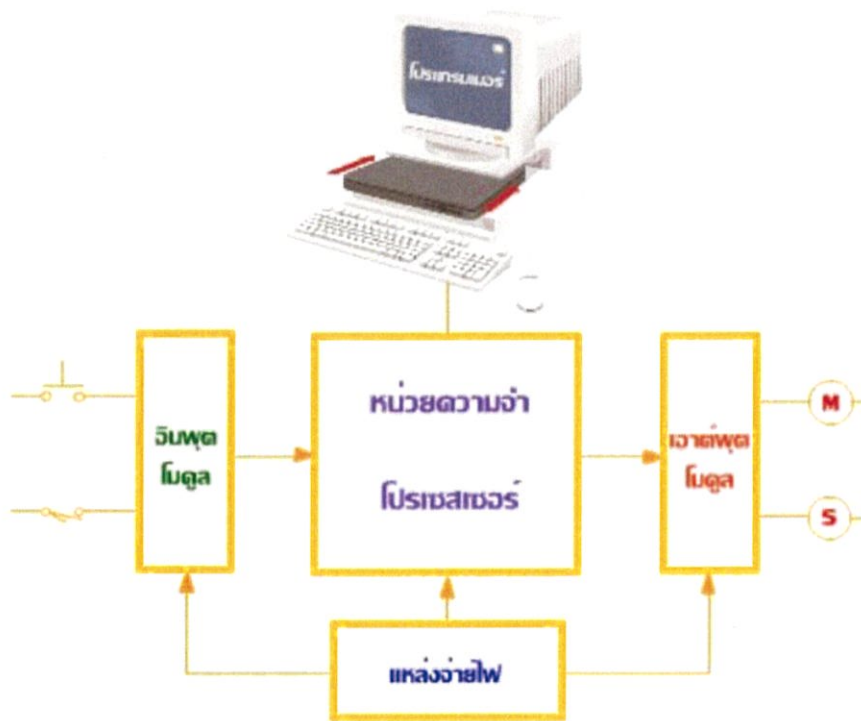 โปรแกรมเมอร์
หน่วยความจำ
โปรเซสเซอร์
อินพุต
โมดูล
เอาต์พุต
โมดูล
M
S
แหล่งจ่ายไฟ